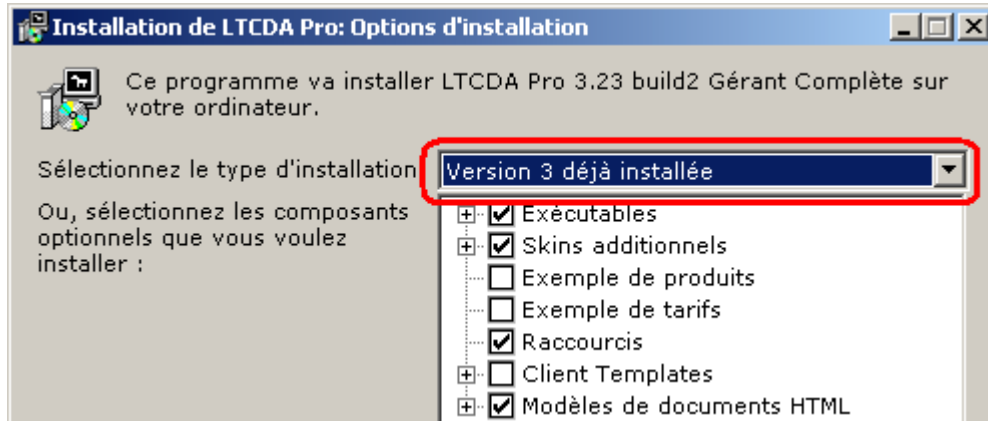 Installation de LTCDA Pro: Options d'installation
Ce programme va installer LTCDA Pro 3.23 build2 Gérant Complète sur
votre ordinateur.
Sélectionnez le type d'installation
Version 3 déjà installée
Ou, sélectionnez les composants
optionnels que vous voulez
installer :
Exécutables
Skins additionnels
Exemple de produits
Exemple de tarifs
Raccourcis
Client Templates
Modèles de documents HTML